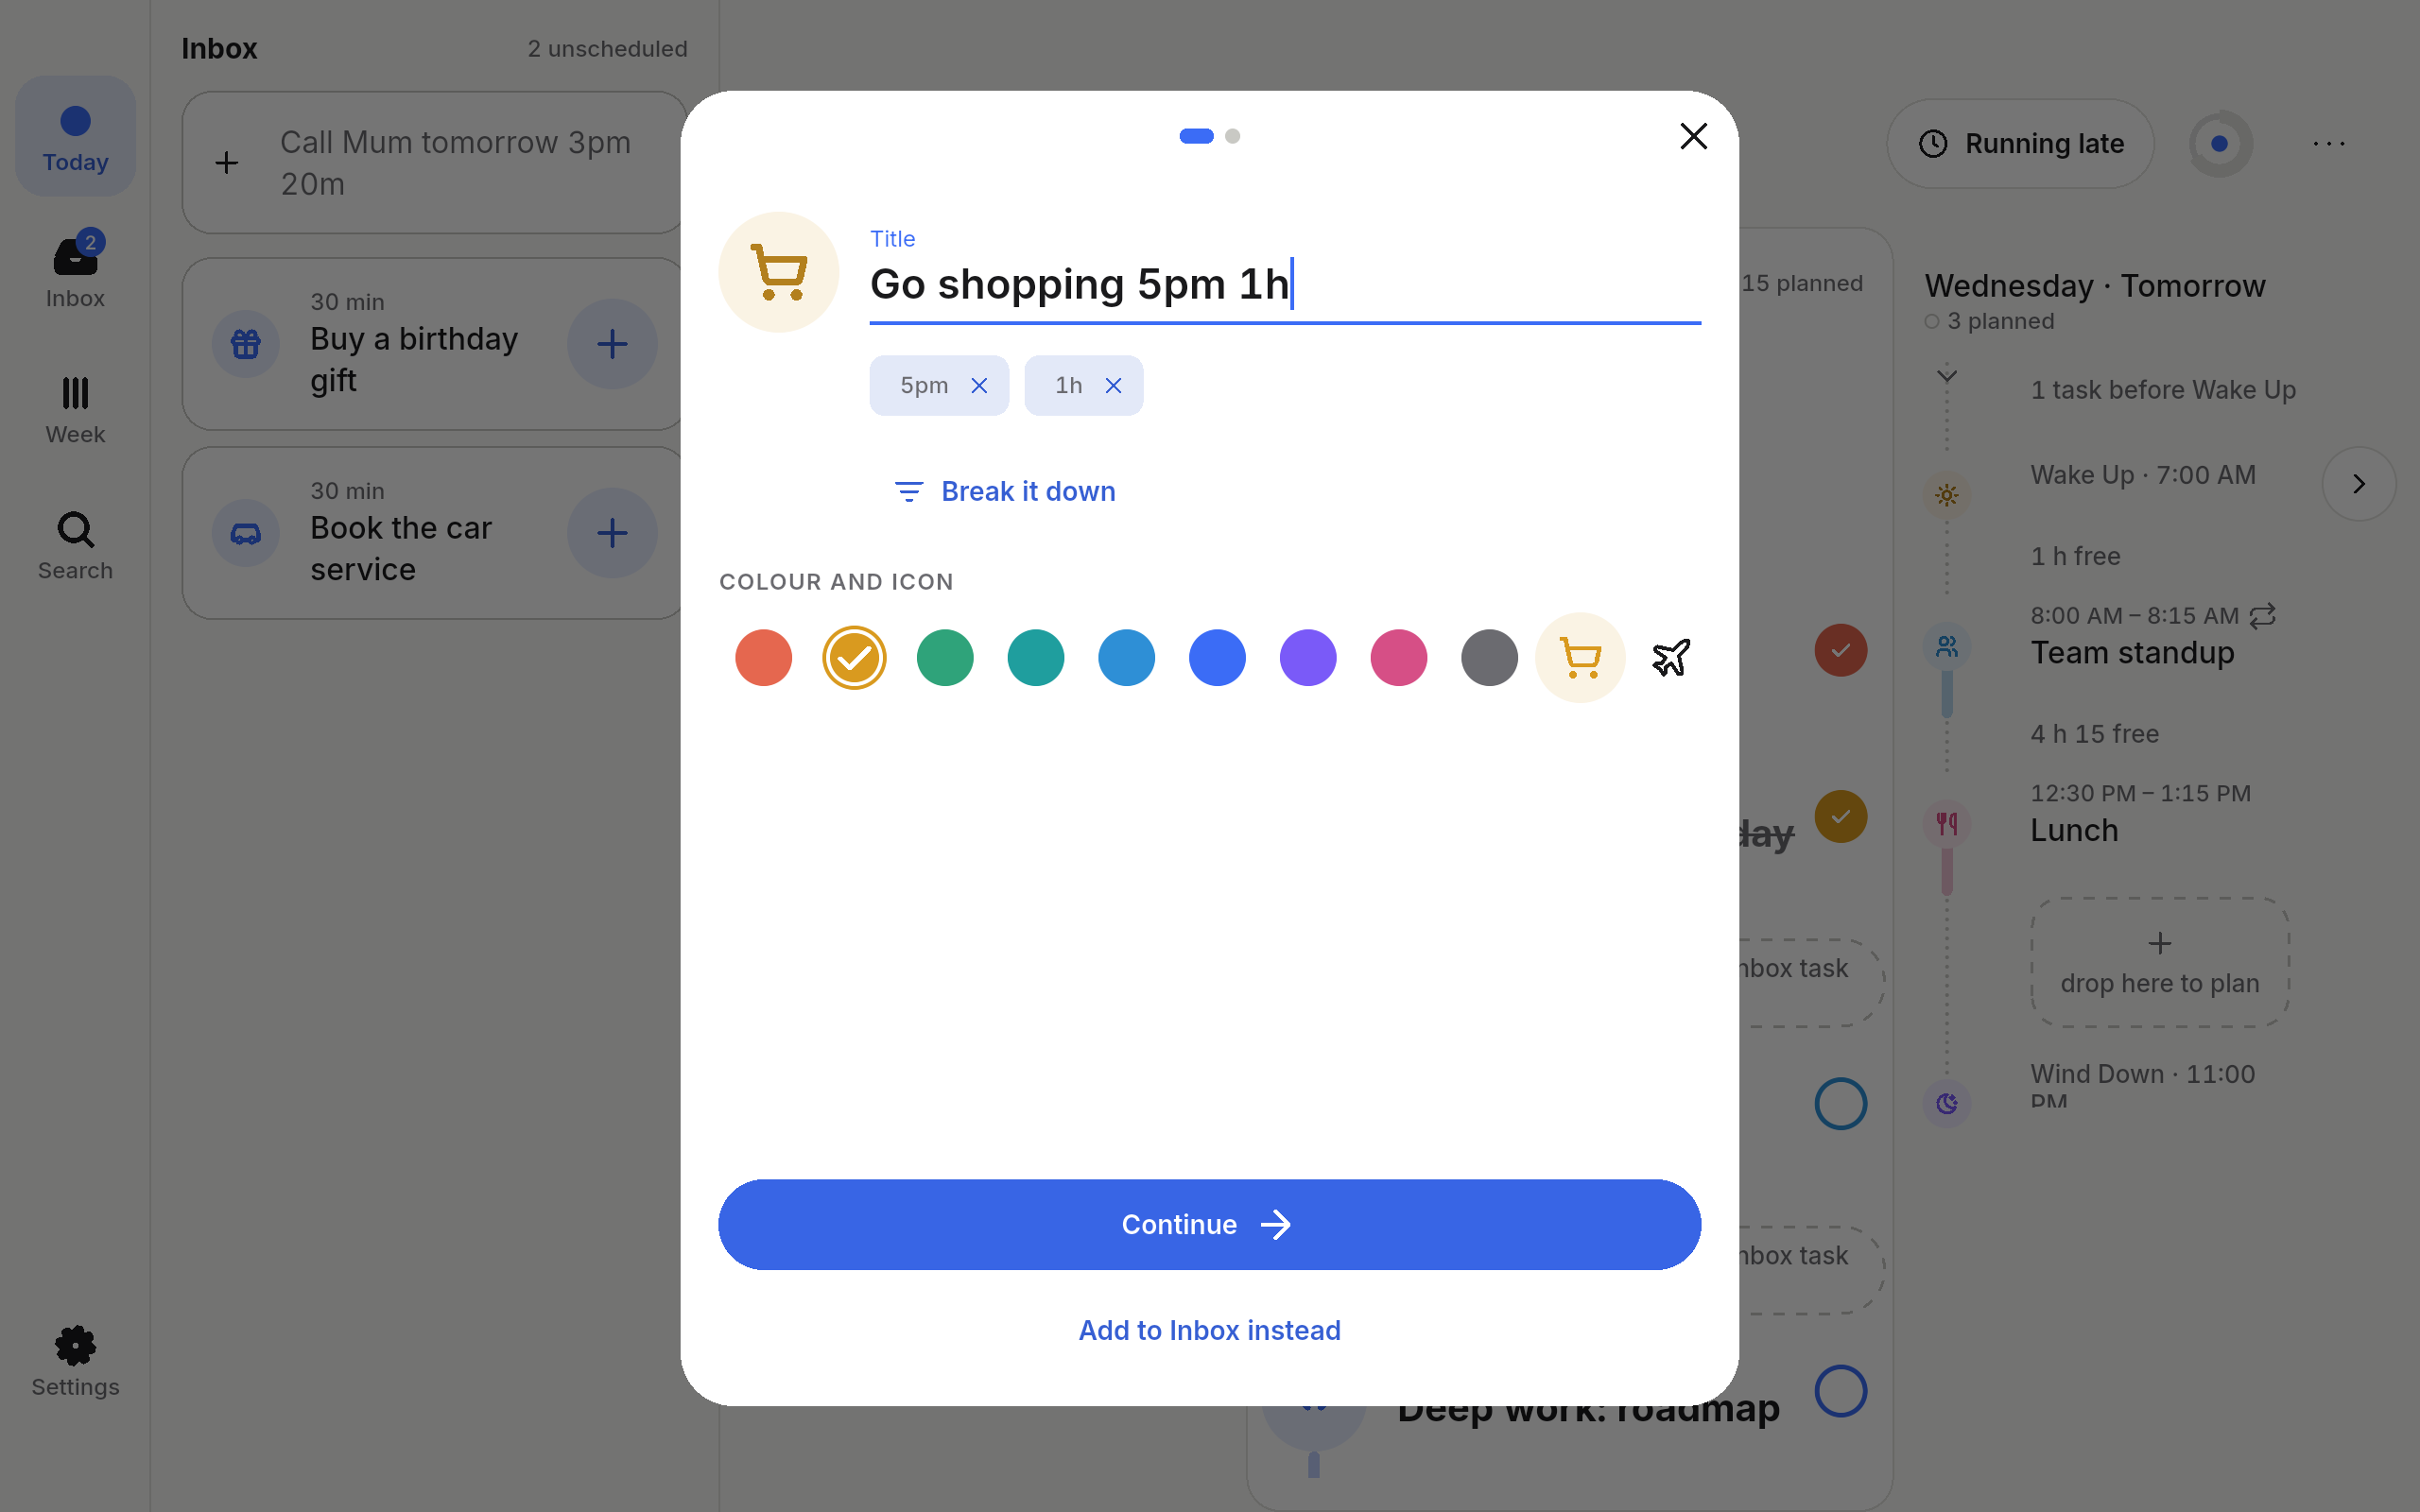 Inbox
2 unscheduled
Today
Call Mum tomorrow 3pm
20m
2
Inbox
30 min
Buy a birthday
gift
Week
30 min
Book the car
service
Search
Settings
Title
Go shopping 5pm 1h
5pm
1h
Break it down
COLOUR AND ICON
Continue
Add to Inbox instead
Running late
15 planned
day
nbox task
nbox task
Deep work: roadmap
Wednesday · Tomorrow
3 planned
1 task before Wake Up
Wake Up · 7:00 AM
1 h free
8:00 AM – 8:15 AM
Team standup
4 h 15 free
12:30 PM – 1:15 PM
Lunch
drop here to plan
Wind Down · 11:00
PM